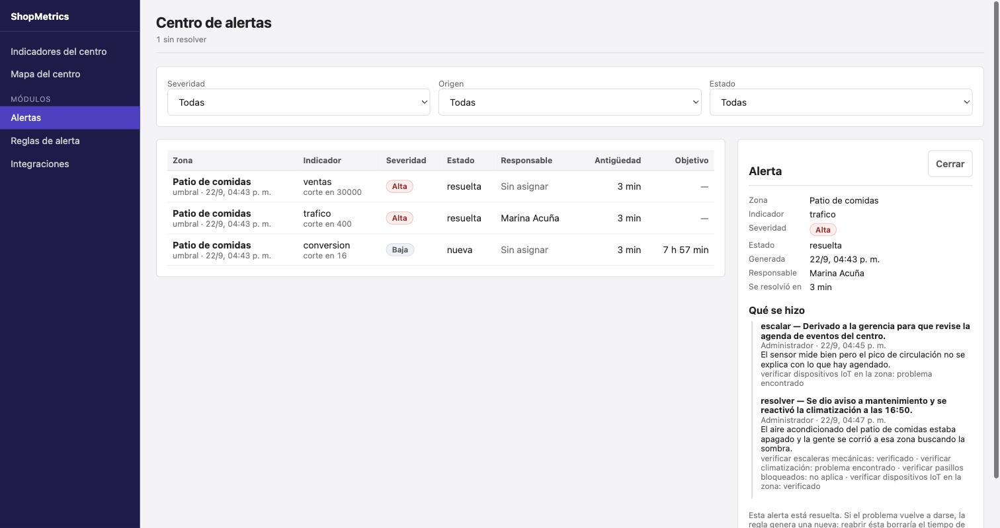 ShopMetrics
Indicadores del centro
Mapa del centro
MÓDULOS
Alertas
Reglas de alerta
Integraciones
Centro de alertas
1 sin resolver
Severidad
Todas
Origen
Todas
Estado
Todas
Zona Indicador Severidad Estado Responsable Antigüedad Objetivo
Patio de comidas ventas Alta resuelta Sin asignar 3 min —
umbral · 22/9, 04:43 p. m. corte en 30000
Patio de comidas trafico Alta resuelta Marina Acuña 3 min —
umbral · 22/9, 04:43 p. m. corte en 400
Patio de comidas conversion Baja nueva Sin asignar 3 min 7 h 57 min
umbral · 22/9, 04:43 p. m. corte en 16
Alerta
Cerrar
Zona Patio de comidas
Indicador trafico
Severidad Alta
Estado resuelta
Generada 22/9, 04:43 p. m.
Responsable Marina Acuña
Se resolvió en 3 min
Qué se hizo
escalar — Derivado a la gerencia para que revise la
agenda de eventos del centro.
Administrador · 22/9, 04:45 p. m.
El sensor mide bien pero el pico de circulación no se
explica con lo que hay agendado.
verificar dispositivos IoT en la zona: problema
encontrado
resolver — Se dio aviso a mantenimiento y se
reactivó la climatización a las 16:50.
Administrador · 22/9, 04:47 p. m.
El aire acondicionado del patio de comidas estaba
apagado y la gente se corrió a esa zona buscando la
sombra.
verificar escaleras mecánicas: verificado · verificar
climatización: problema encontrado · verificar pasillos
bloqueados: no aplica · verificar dispositivos IoT en la
zona: verificado
Esta alerta está resuelta. Si el problema vuelve a darse, la
regla genera una nueva: reabrir ésta borraría el tiempo de